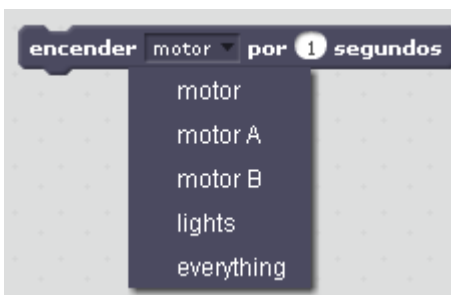 encender motor por 1 segundos
motor
motor A
motor B
lights
everything